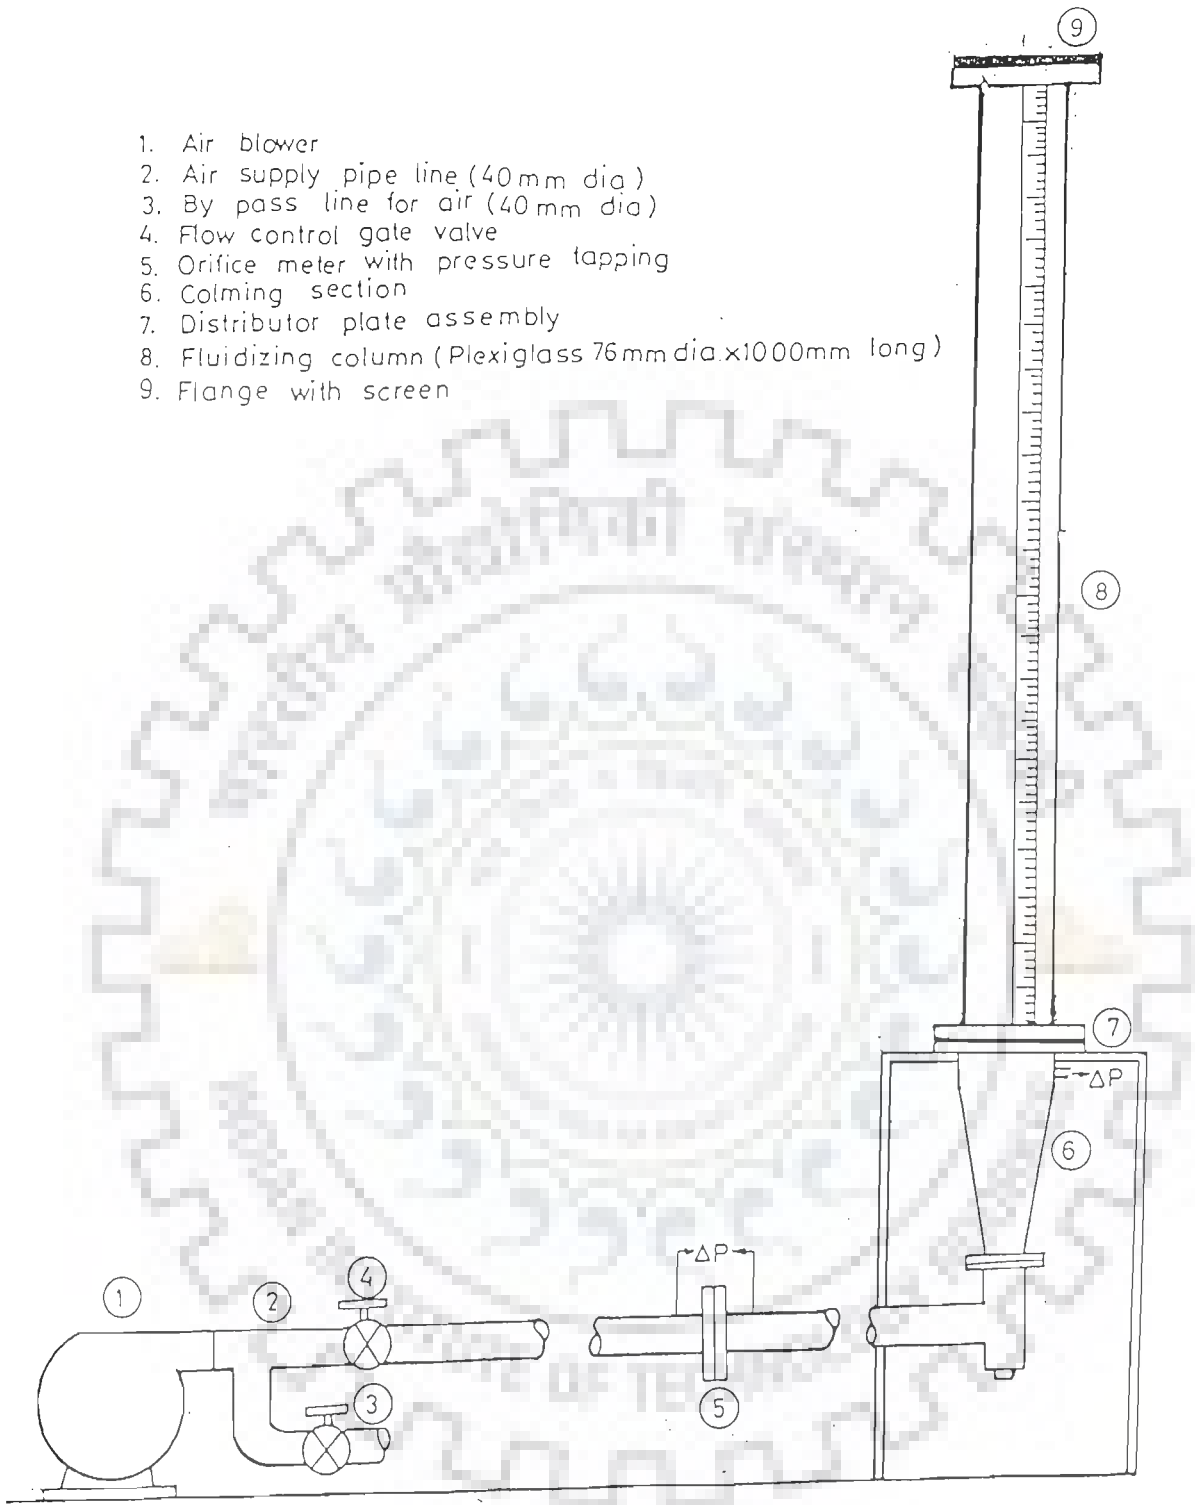 9
1. Air blower
2. Air supply pipe line (40mm dia)
3. By pass line for air (40 mm dia)
4. Flow control gate valve
5. Orifice meter with pressure tapping
6. Colming section
7. Distributor plate assembly
8. Fluidizing column (Plexiglass 76mm dia.x1000mm long)
9. Flange with screen
8
7
ΔP
6
ΔP
4
1
2
3
5